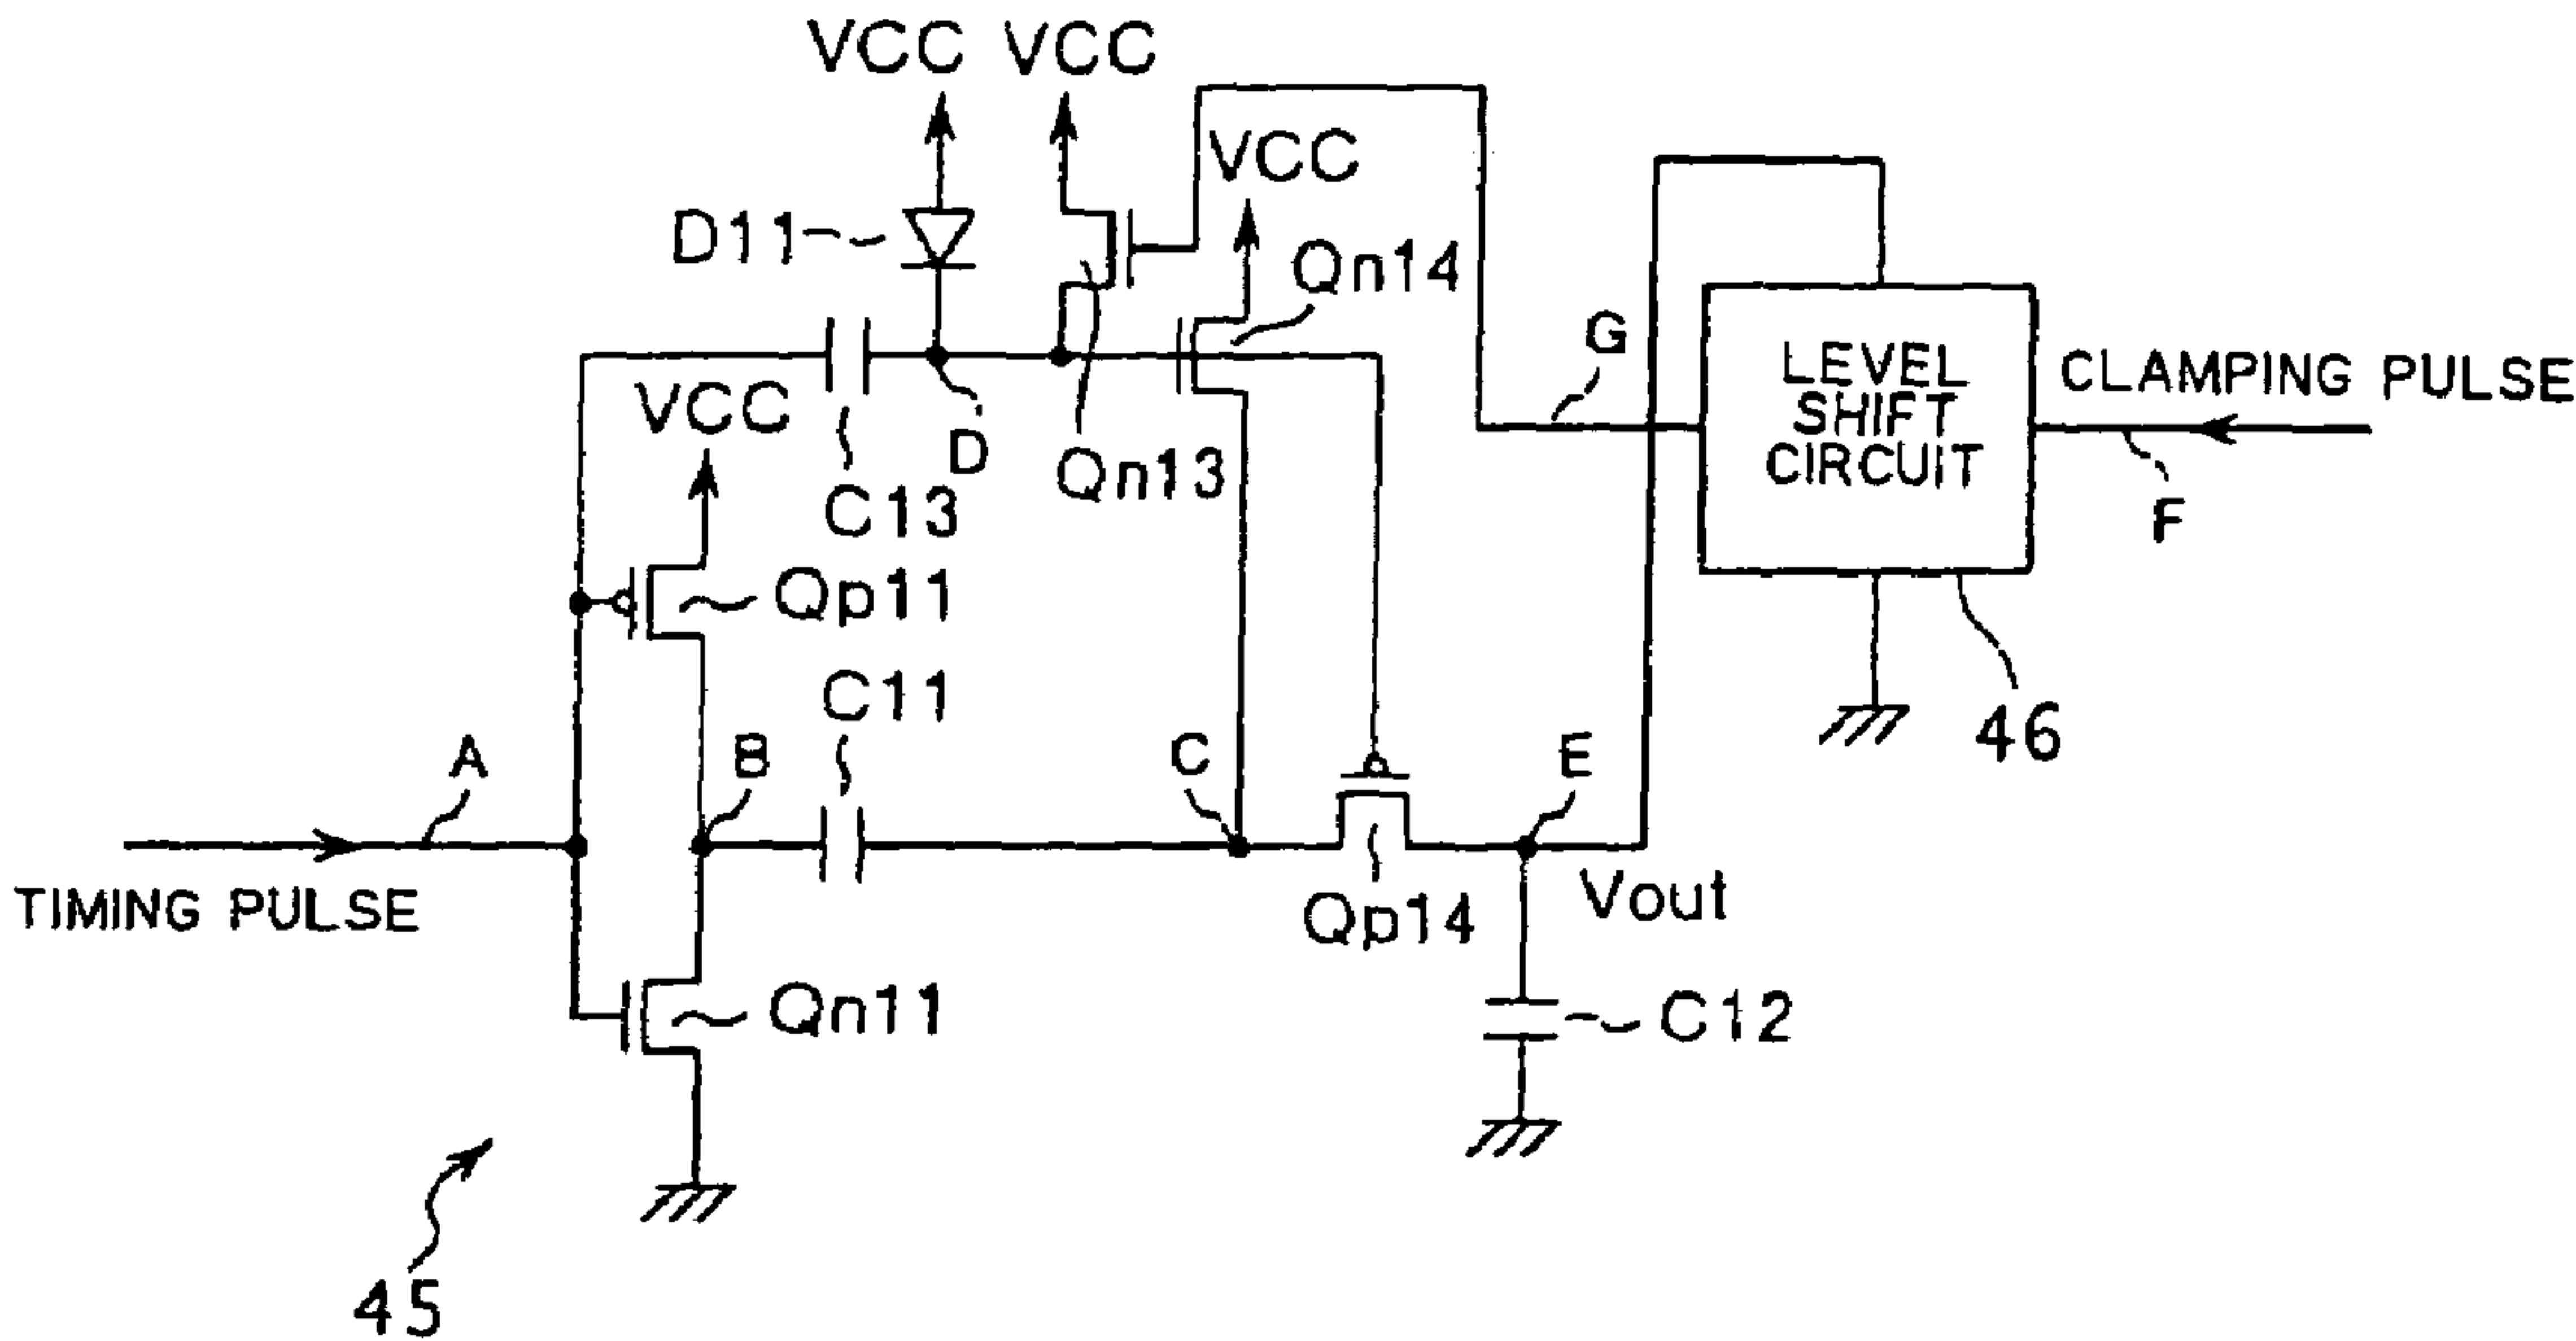 VCC VCC
VCC
D11
Qn14
G
LEVEL
SHIFT
CIRCUIT
CLAMPING PULSE
VCC
D
Qn13
C13
F
Qp11
C11
46
A
B
C
E
TIMING PULSE
Vout
Qp14
Qn11
C12
45